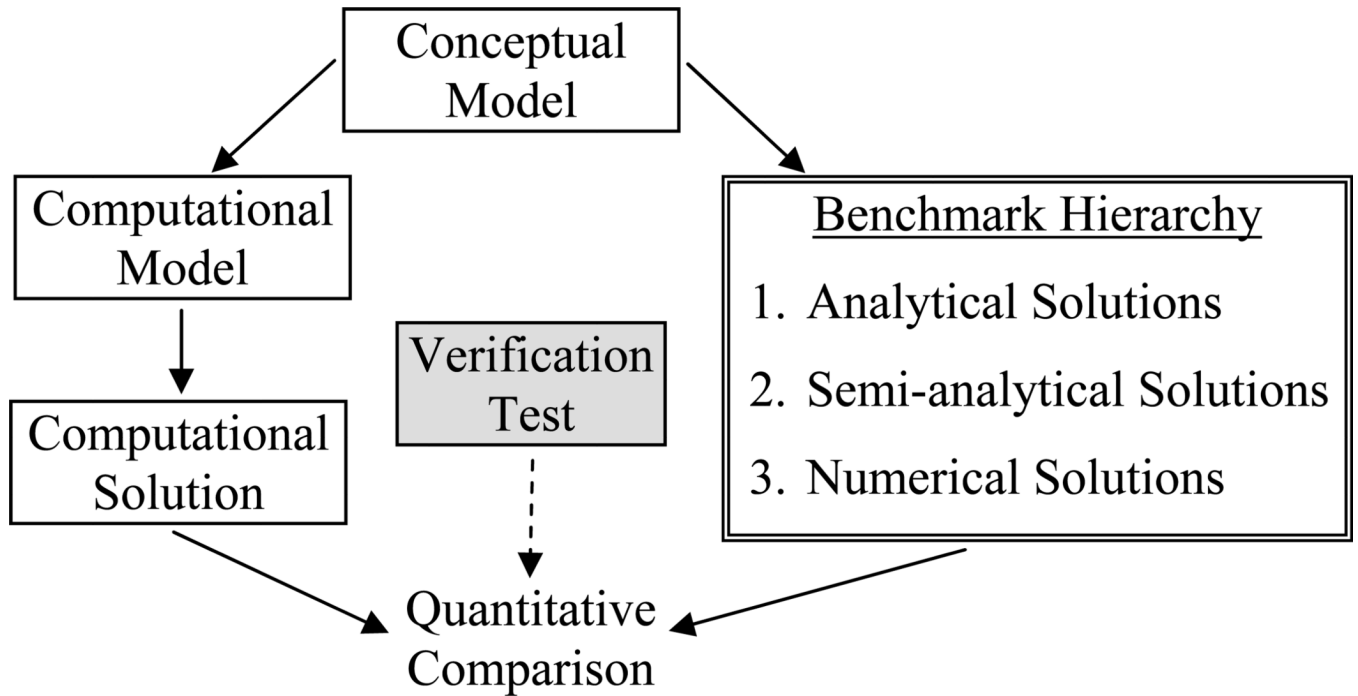 Conceptual
Model
Computational
Model
Computational
Solution
Verification
Test
Benchmark Hierarchy
1. Analytical Solutions
2. Semi-analytical Solutions
3. Numerical Solutions
Quantitative
Comparison